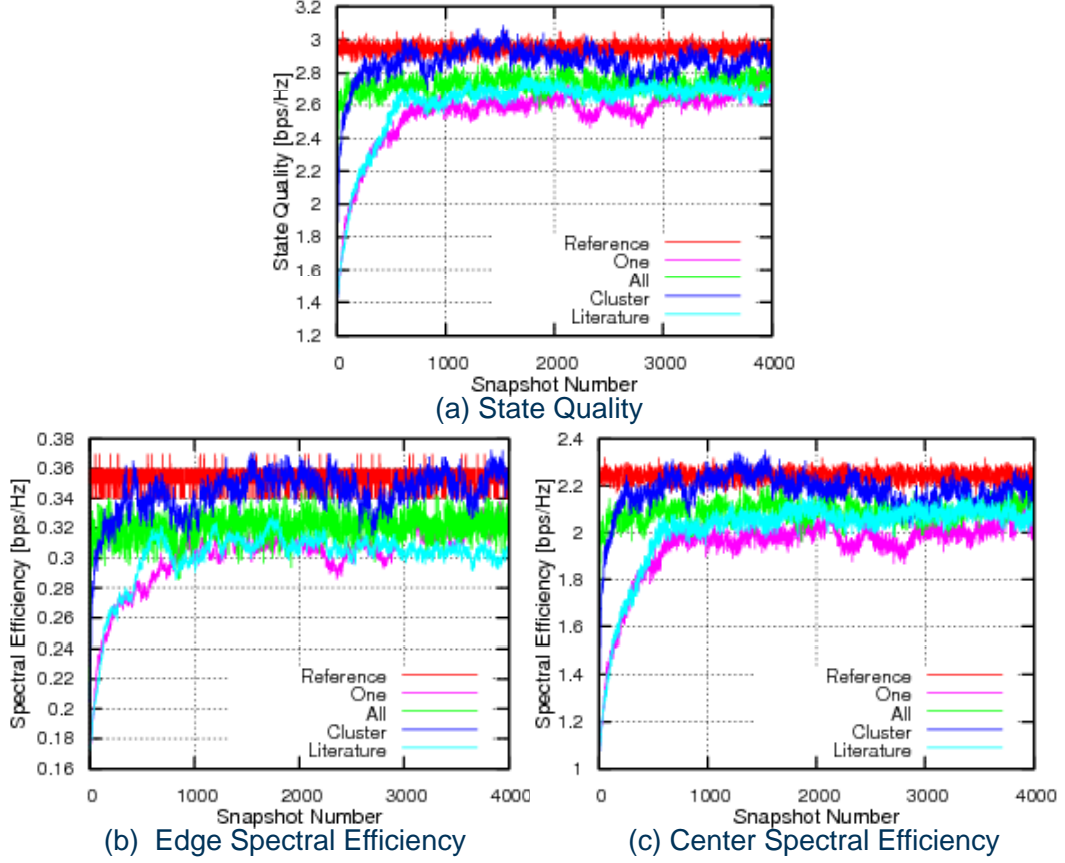 3.2
3
2.8
2.6
2.4
2.2
2
1.8
1.6
1.4
1.2
State Quality [bps/Hz]
Reference
One
All
Cluster
Literature
0 1000 2000 3000 4000
Snapshot Number
(a) State Quality
0.38
0.36
0.34
0.32
0.3
0.28
0.26
0.24
0.22
0.2
0.18
0.16
Spectral Efficiency [bps/Hz]
Reference
One
All
Cluster
Literature
0 1000 2000 3000 4000
Snapshot Number
(b) Edge Spectral Efficiency
2.4
2.2
2
1.8
1.6
1.4
1.2
1
Spectral Efficiency [bps/Hz]
Reference
One
All
Cluster
Literature
0 1000 2000 3000 4000
Snapshot Number
(c) Center Spectral Efficiency